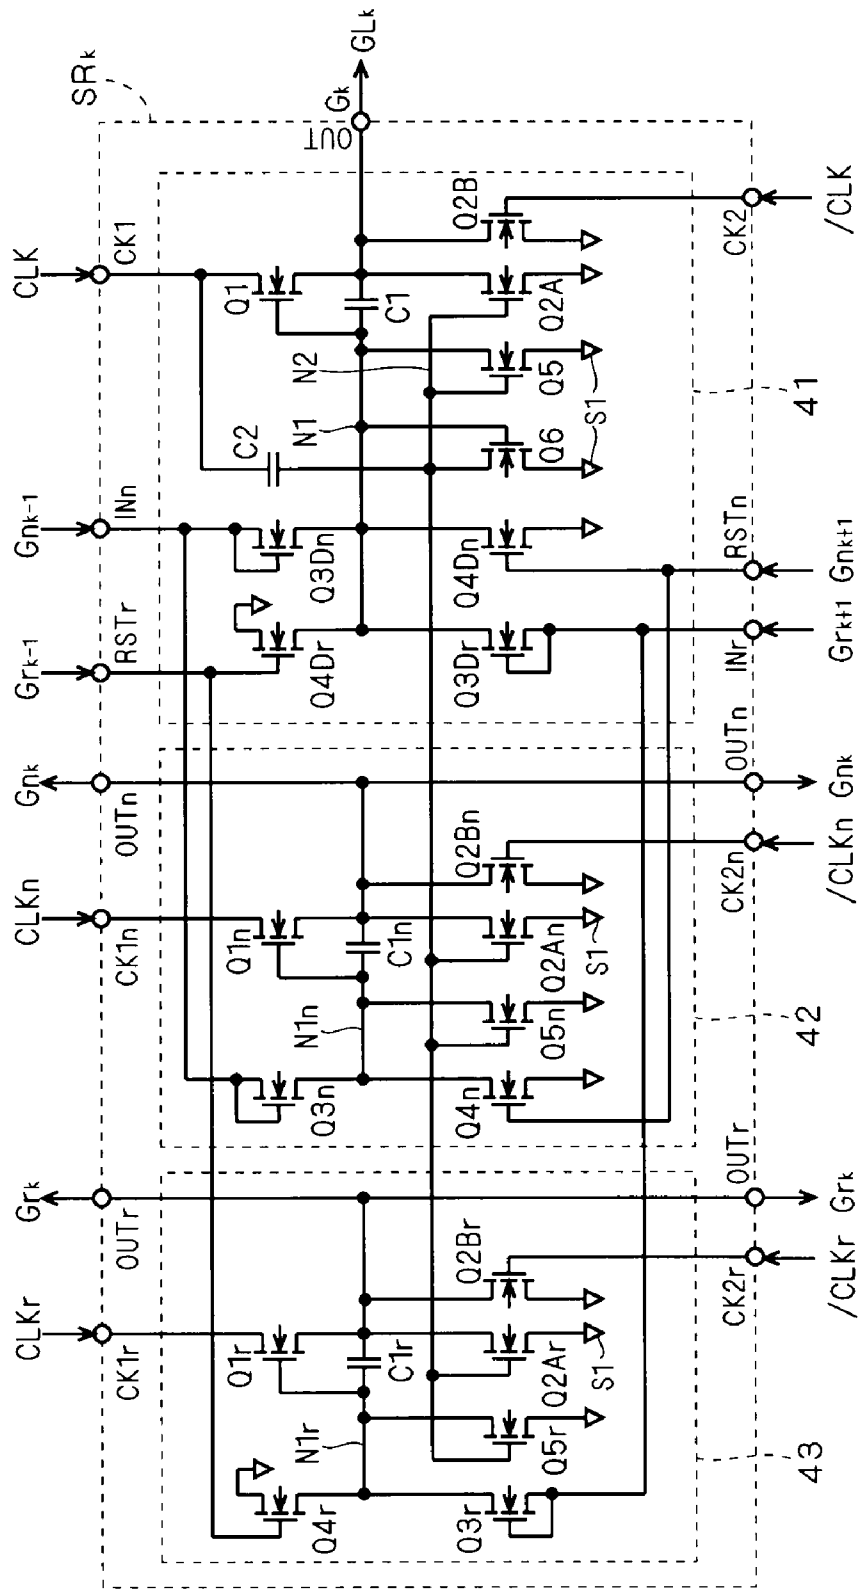 SRk
GLk
Gk
OUT
CLK
CK1
Q1
C1
Q2B
CK2
/CLK
Q2A
N2
Q5
S1
41
N1
C2
Q6
Gnk-1
INn
Q3Dn
Q4Dn
RSTn
Gnk+1
Grk-1
RSTr
Q4Dr
Q3Dr
INr
Grk+1
Gnk
OUTn
OUTn
Gnk
CLKn
CK1n
Q1n
C1n
Q2Bn
CK2n
/CLKn
Q2An
S1
N1n
Q5n
42
Q3n
Q4n
Grk
OUTr
OUTr
Grk
CLKr
CK1r
Q1r
C1r
Q2Br
CK2r
/CLKr
Q2Ar
S1
N1r
Q5r
43
Q4r
Q3r